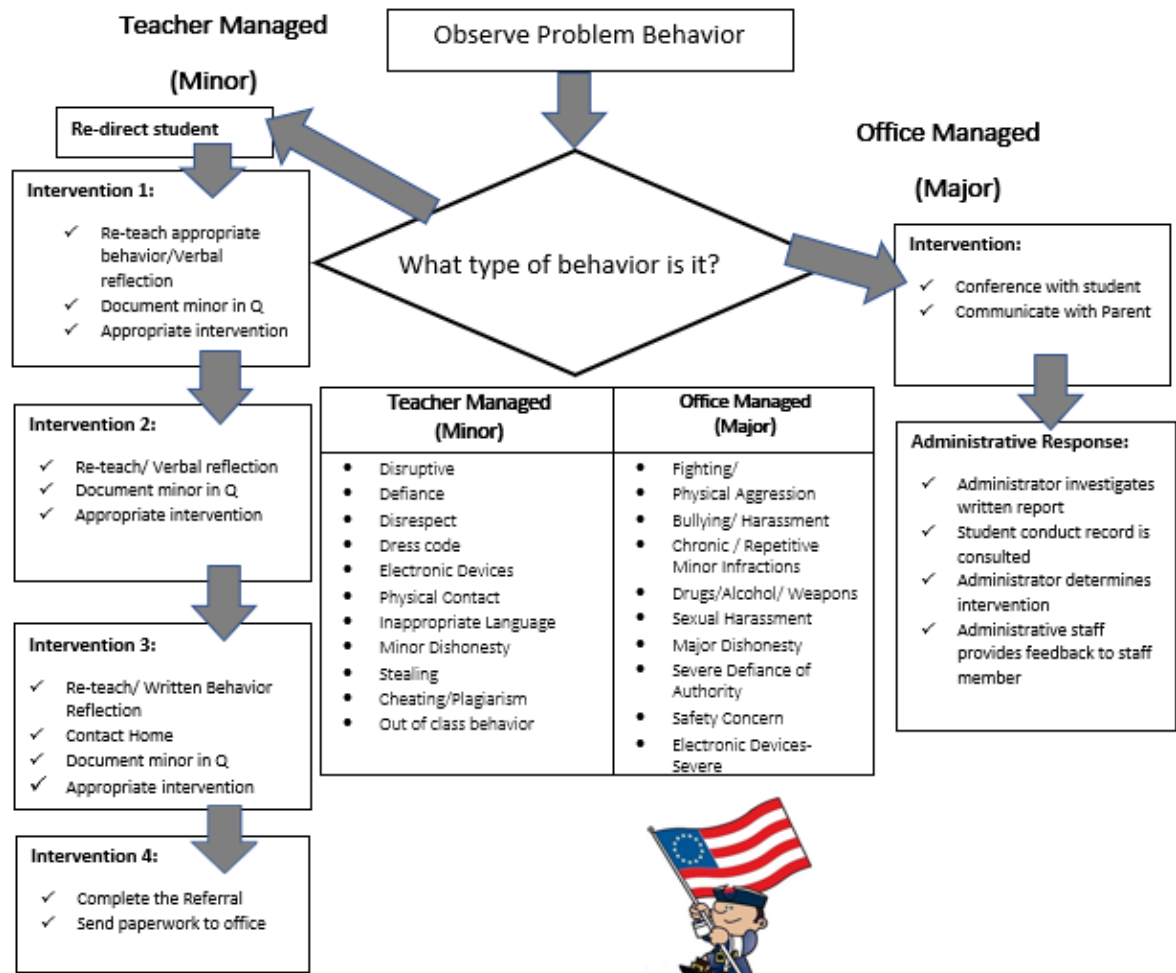 Teacher Managed
(Minor)
Observe Problem Behavior
Re-direct student
Office Managed
(Major)
Intervention 1:
✓ Re-teach appropriate
behavior/Verbal
reflection
✓ Document minor in Q
✓ Appropriate intervention
What type of behavior is it?
Intervention:
✓ Conference with student
✓ Communicate with Parent
Intervention 2:
✓ Re-teach/ Verbal reflection
✓ Document minor in Q
✓ Appropriate intervention
Teacher Managed
(Minor)
• Disruptive
• Defiance
• Disrespect
• Dress code
• Electronic Devices
• Physical Contact
• Inappropriate Language
• Minor Dishonesty
• Stealing
• Cheating/Plagiarism
• Out of class behavior
Office Managed
(Major)
• Fighting/
• Physical Aggression
• Bullying/ Harassment
• Chronic / Repetitive
Minor Infractions
• Drugs/Alcohol/ Weapons
• Sexual Harassment
• Major Dishonesty
• Severe Defiance of
Authority
• Safety Concern
• Electronic Devices-
Severe
Administrative Response:
✓ Administrator investigates
written report
✓ Student conduct record is
consulted
✓ Administrator determines
intervention
✓ Administrative staff
provides feedback to staff
member
Intervention 3:
✓ Re-teach/ Written Behavior
Reflection
✓ Contact Home
✓ Document minor in Q
✓ Appropriate intervention
Intervention 4:
✓ Complete the Referral
✓ Send paperwork to office